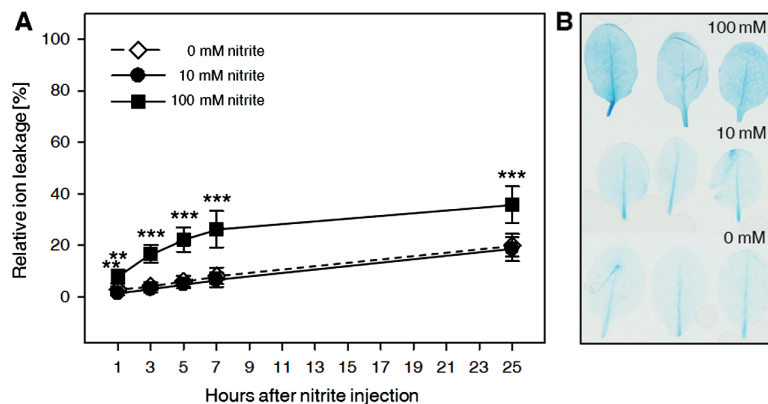 A
B
100
80
60
40
20
0
Relative ion leakage [%]
0 mM nitrite
10 mM nitrite
100 mM nitrite
**
**
***
***
***
***
1 3 5 7 9 11 13 15 17 19 21 23 25
Hours after nitrite injection
100 mM
10 mM
0 mM